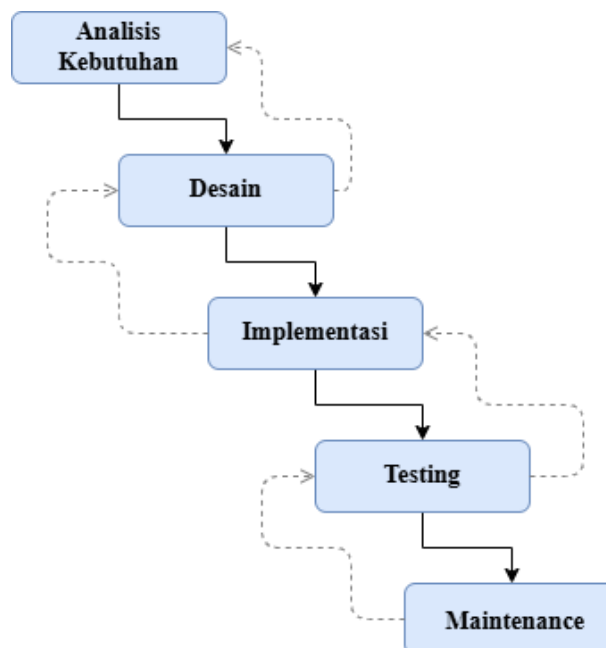 Analisis
Kebutuhan
Desain
Implementasi
Testing
Maintenance